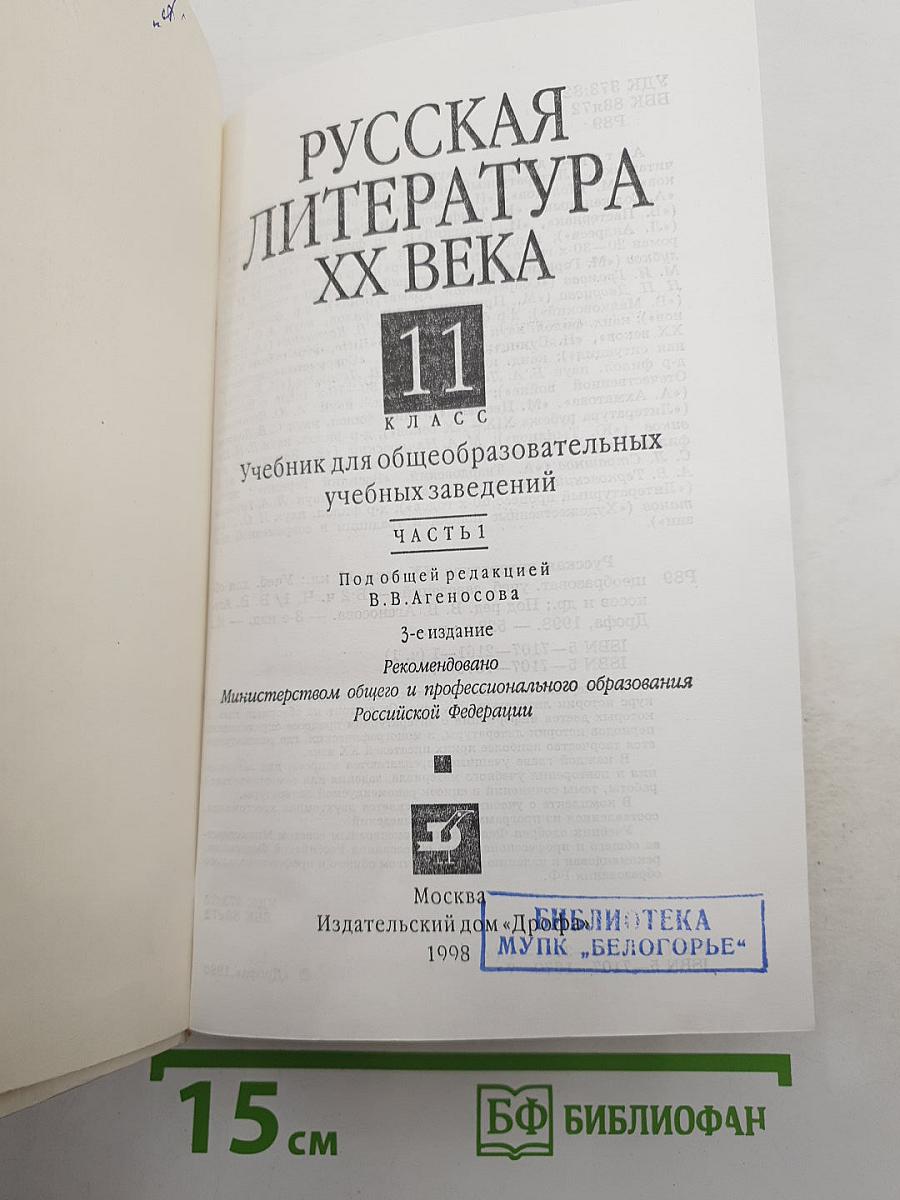 РУССКАЯ
ЛИТЕРАТУРА
XX ВЕКА
11
КЛАСС
Учебник для общеобразовательных
учебных заведений
ЧАСТЬ 1
Под общей редакцией
В.В.Агеносова
3-е издание
Рекомендовано
Министерством общего и профессионального образования
Российской Федерации
Москва
Издательский дом «Дрофа»
1998
БИБЛИОТЕКА
МУПК „БЕЛОГОРЬЕ“
15 см
БФ БИБЛИОФАН